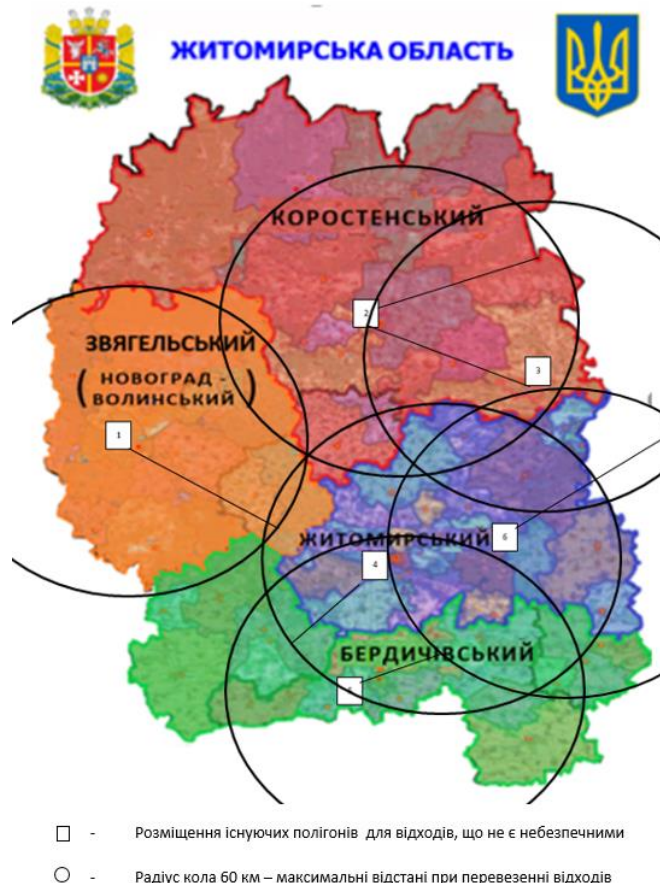 ЖИТОМИРСЬКА ОБЛАСТЬ
КОРОСТЕНСЬКИЙ
2
ЗВЯГЕЛЬСЬКИЙ
(НОВОГРАД -
ВОЛИНСЬКИЙ)
3
1
ЖИТОМИРСЬКИЙ
6
4
БЕРДИЧІВСЬКИЙ
5
□ - Розміщення існуючих полігонів для відходів, що не є небезпечними
○ - Радіус кола 60 км – максимальні відстані при перевезенні відходів